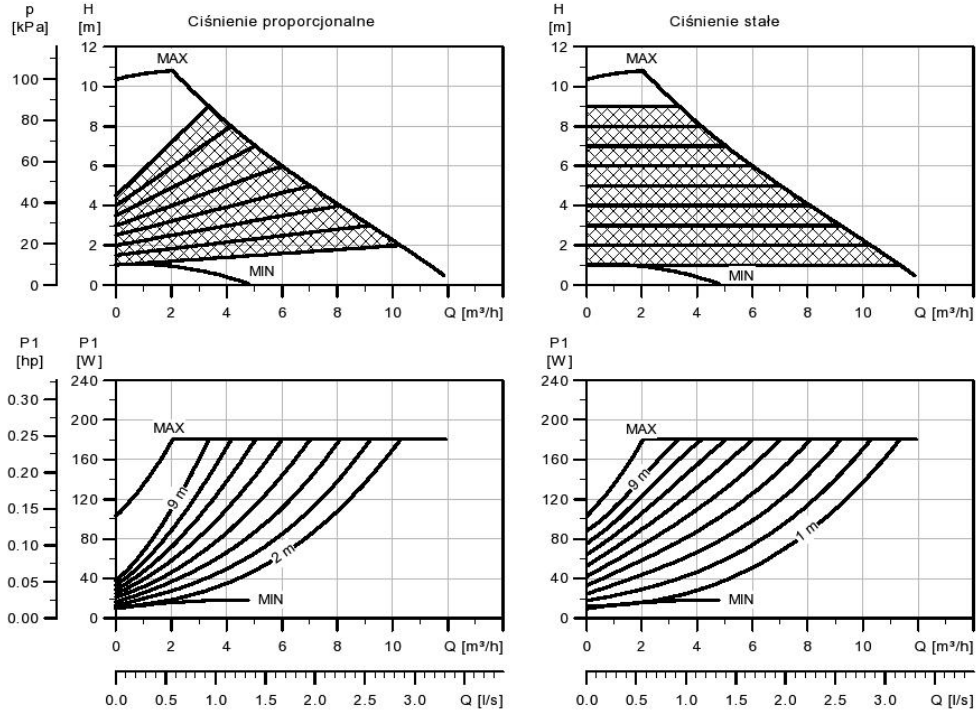 p H Ciśnienie proporcjonalne H Ciśnienie stałe
[kPa] [m] [m]
12 12
MAX MAX
100 10 10
80 8 8
60 6 6
40 4 4
20 2 2
MIN MIN
0 0 0
0 2 4 6 8 10 Q [m³/h] 0 2 4 6 8 10 Q [m³/h]
P1 P1 P1
[hp] [W] [W]
240 240
0.30
200 200
MAX MAX
0.25
160 160
0.20
9 m 9 m
0.15 120 120
0.10 80 80
2 m 1 m
0.05 40 40
MIN MIN
0.00 0 0
0 2 4 6 8 10 Q [m³/h] 0 2 4 6 8 10 Q [m³/h]
0.0 0.5 1.0 1.5 2.0 2.5 3.0 Q [l/s] 0.0 0.5 1.0 1.5 2.0 2.5 3.0 Q [l/s]